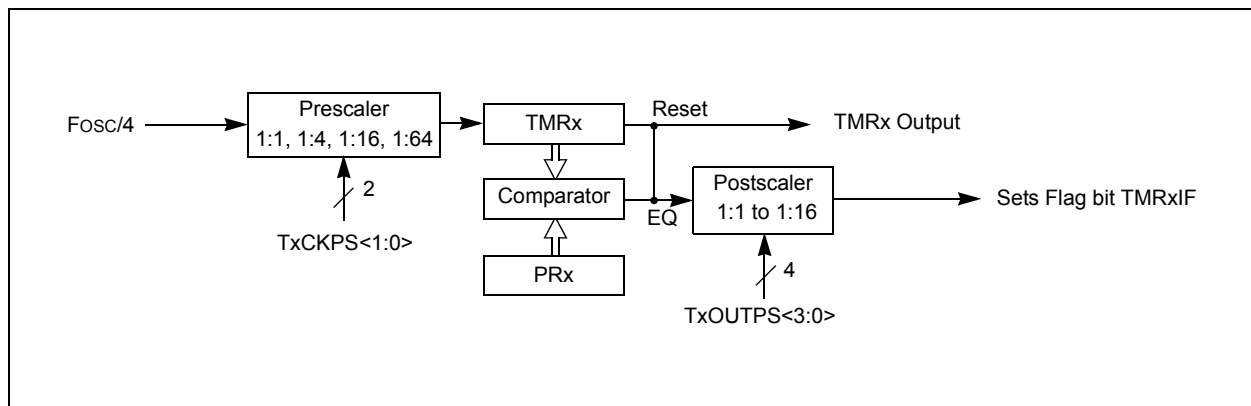 FOSC/4
Prescaler
1:1, 1:4, 1:16, 1:64
2
TxCKPS<1:0>
TMRx
Comparator
PRx
Reset
TMRx Output
EQ
Postscaler
1:1 to 1:16
4
TxOUTPS<3:0>
Sets Flag bit TMRxIF